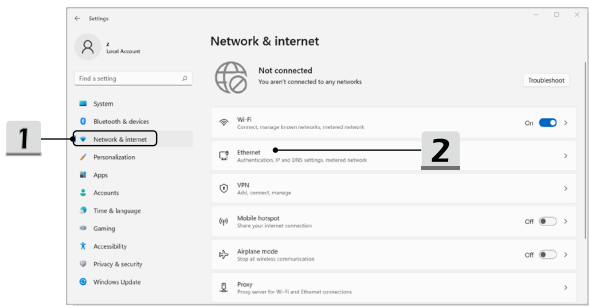 Settings
z
Local Account
Find a setting
System
Bluetooth & devices
Network & internet
Personalization
Apps
Accounts
Time & language
Gaming
Accessibility
Privacy & security
Windows Update
1
Network & internet
Not connected
You aren't connected to any networks
Troubleshoot
Wi-Fi
Connect, manage known networks, metered network
On
Ethernet
Authentication, IP and DNS settings, metered network
2
VPN
Add, connect, manage
Mobile hotspot
Share your internet connection
Off
Airplane mode
Stop all wireless communication
Off
Proxy
Proxy server for Wi-Fi and Ethernet connections